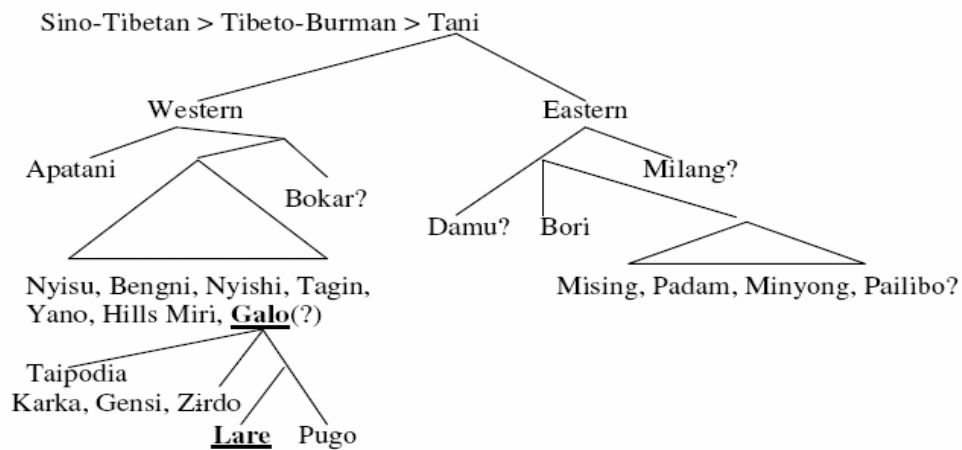 Sino-Tibetan > Tibeto-Burman > Tani
Western
Eastern
Apatani
Bokar?
Milang?
Damu?
Bori
Nyisu, Bengni, Nyishi, Tagin,
Yano, Hills Miri, Galo(?)
Mising, Padam, Minyong, Pailibo?
Taipodia
Karka, Gensi, Zɨrdo
Lare
Pugo